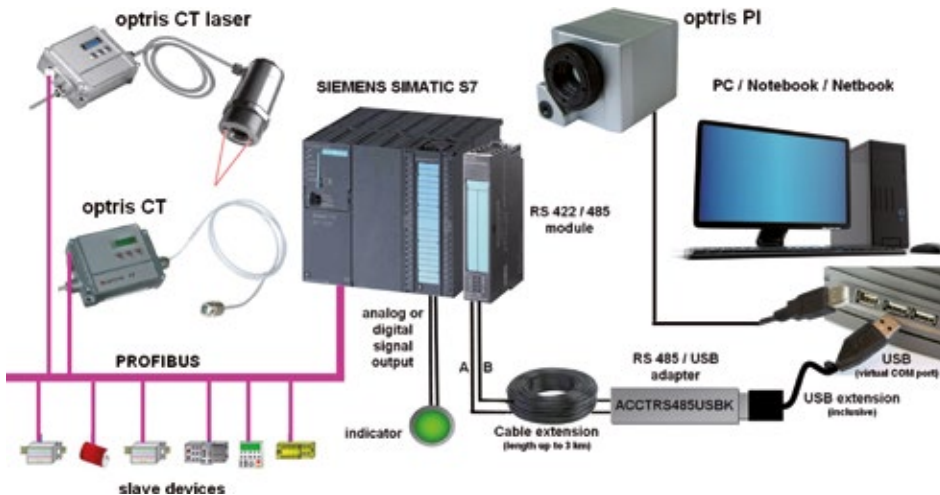 optris CT laser
optris PI
SIEMENS SIMATIC S7
PC / Notebook / Netbook
optris CT
RS 422 / 485
module
analog or
digital
signal
output
PROFIBUS
A
B
RS 485 / USB
adapter
USB
(virtual COM port)
ACCTRS485USBK
USB extension
(inclusive)
indicator
Cable extension
(length up to 3 km)
slave devices